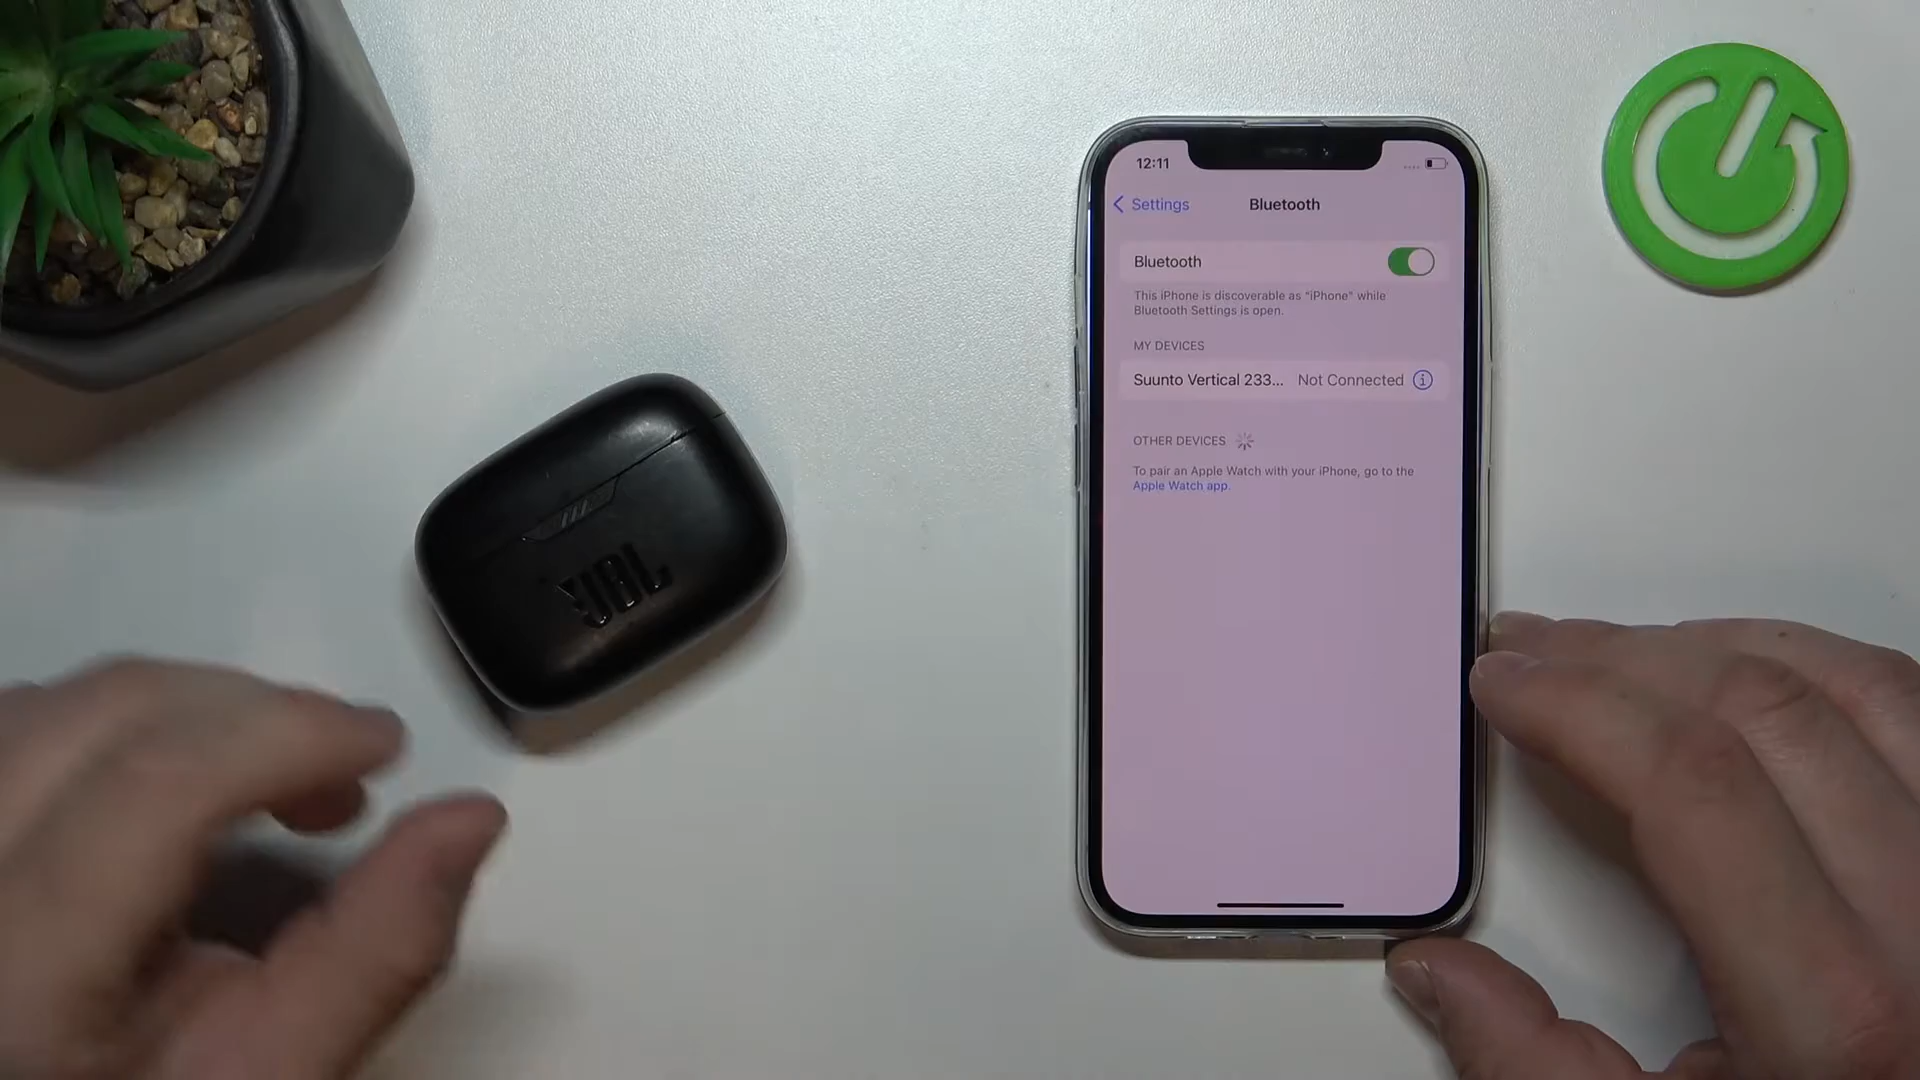 12:11
Settings
Bluetooth
Bluetooth
This iPhone is discoverable as "iPhone" while
Bluetooth Settings is open.
MY DEVICES
Suunto Vertical 233... Not Connected
OTHER DEVICES
To pair an Apple Watch with your iPhone, go to the
Apple Watch app.
JBL